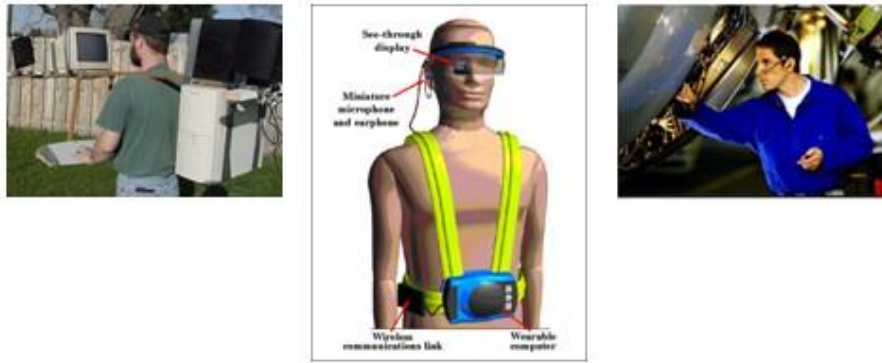 See-through
display
Miniature
microphone
and earphone
Wireless
communications link
Wearable
computer